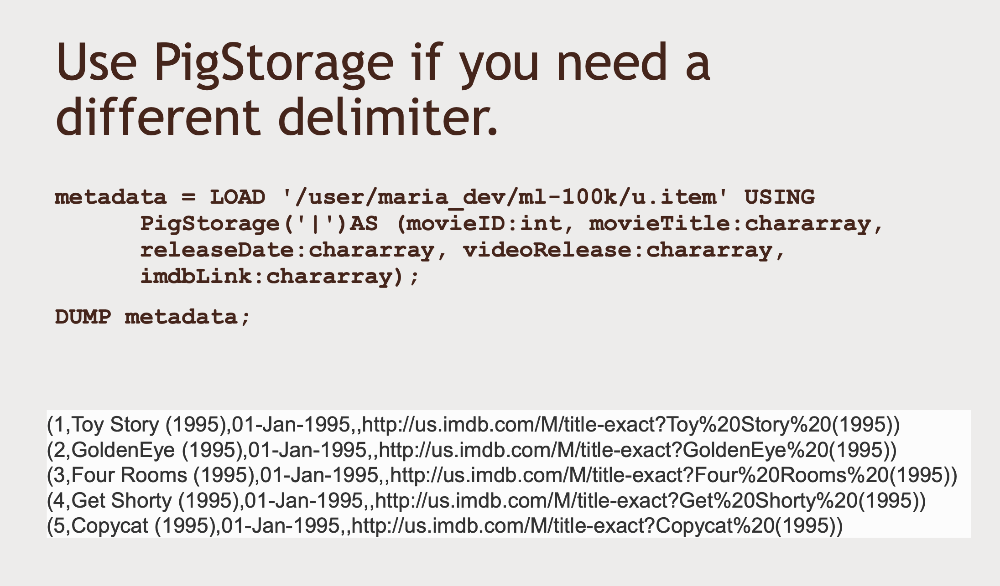 Use PigStorage if you need a
different delimiter.
metadata = LOAD '/user/maria_dev/ml-100k/u.item' USING
PigStorage('|')AS (movieID:int, movieTitle:chararray,
releaseDate:chararray, videoRelease:chararray,
imdbLink:chararray);
DUMP metadata;
(1,Toy Story (1995),01-Jan-1995,,http://us.imdb.com/M/title-exact?Toy%20Story%20(1995))
(2,GoldenEye (1995),01-Jan-1995,,http://us.imdb.com/M/title-exact?GoldenEye%20(1995))
(3,Four Rooms (1995),01-Jan-1995,,http://us.imdb.com/M/title-exact?Four%20Rooms%20(1995))
(4,Get Shorty (1995),01-Jan-1995,,http://us.imdb.com/M/title-exact?Get%20Shorty%20(1995))
(5,Copycat (1995),01-Jan-1995,,http://us.imdb.com/M/title-exact?Copycat%20(1995))